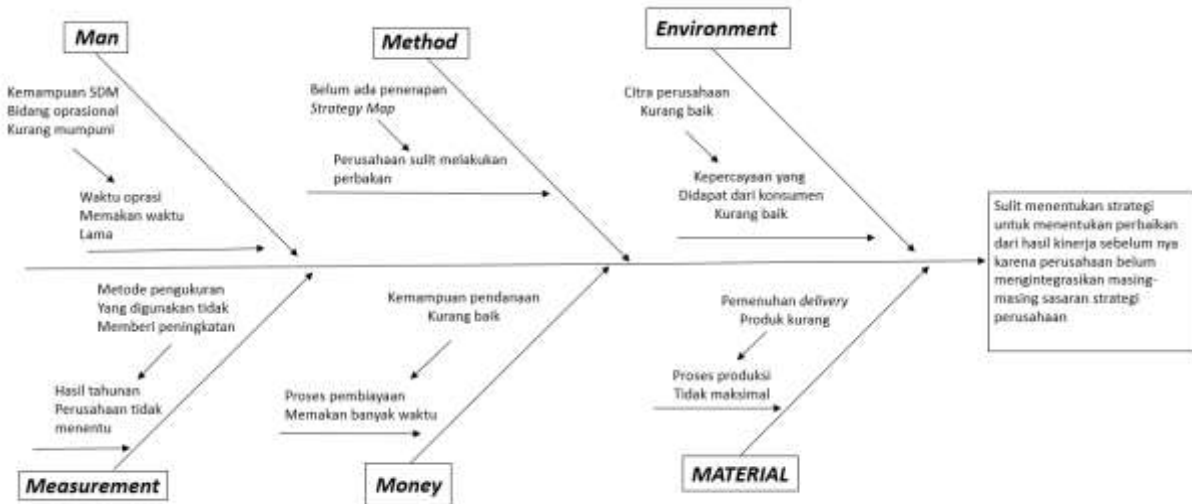 Man
Method
Environment
Kemampuan SDM
Bidang oprasional
Kurang mumpuni
Waktu oprasi
Memakan waktu
Lama
Belum ada penerapan
Strategy Map
Perusahaan sulit melakukan
perbakan
Citra perusahaan
Kurang baik
Kepercayaan yang
Didapat dari konsumen
Kurang baik
Sulit menentukan strategi
untuk menentukan perbaikan
dari hasil kinerja sebelum nya
karena perusahaan belum
mengintegrasikan masing-
masing sasaran strategi
perusahaan
Metode pengukuran
Yang digunakan tidak
Memberi peningkatan
Hasil tahunan
Perusahaan tidak
menentu
Kemampuan pendanaan
Kurang baik
Proses pembiayaan
Memakan banyak waktu
Pemenuhan delivery
Produk kurang
Proses produksi
Tidak maksimal
Measurement
Money
MATERIAL